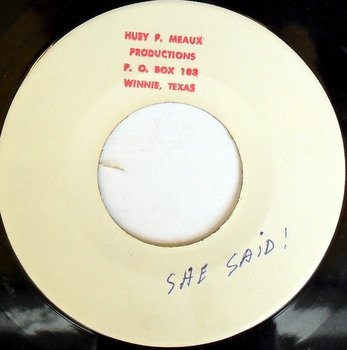 HUEY P. MEAUX
PRODUCTIONS
P. O. BOX 163
WINNIE, TEXAS
SHE SAID!